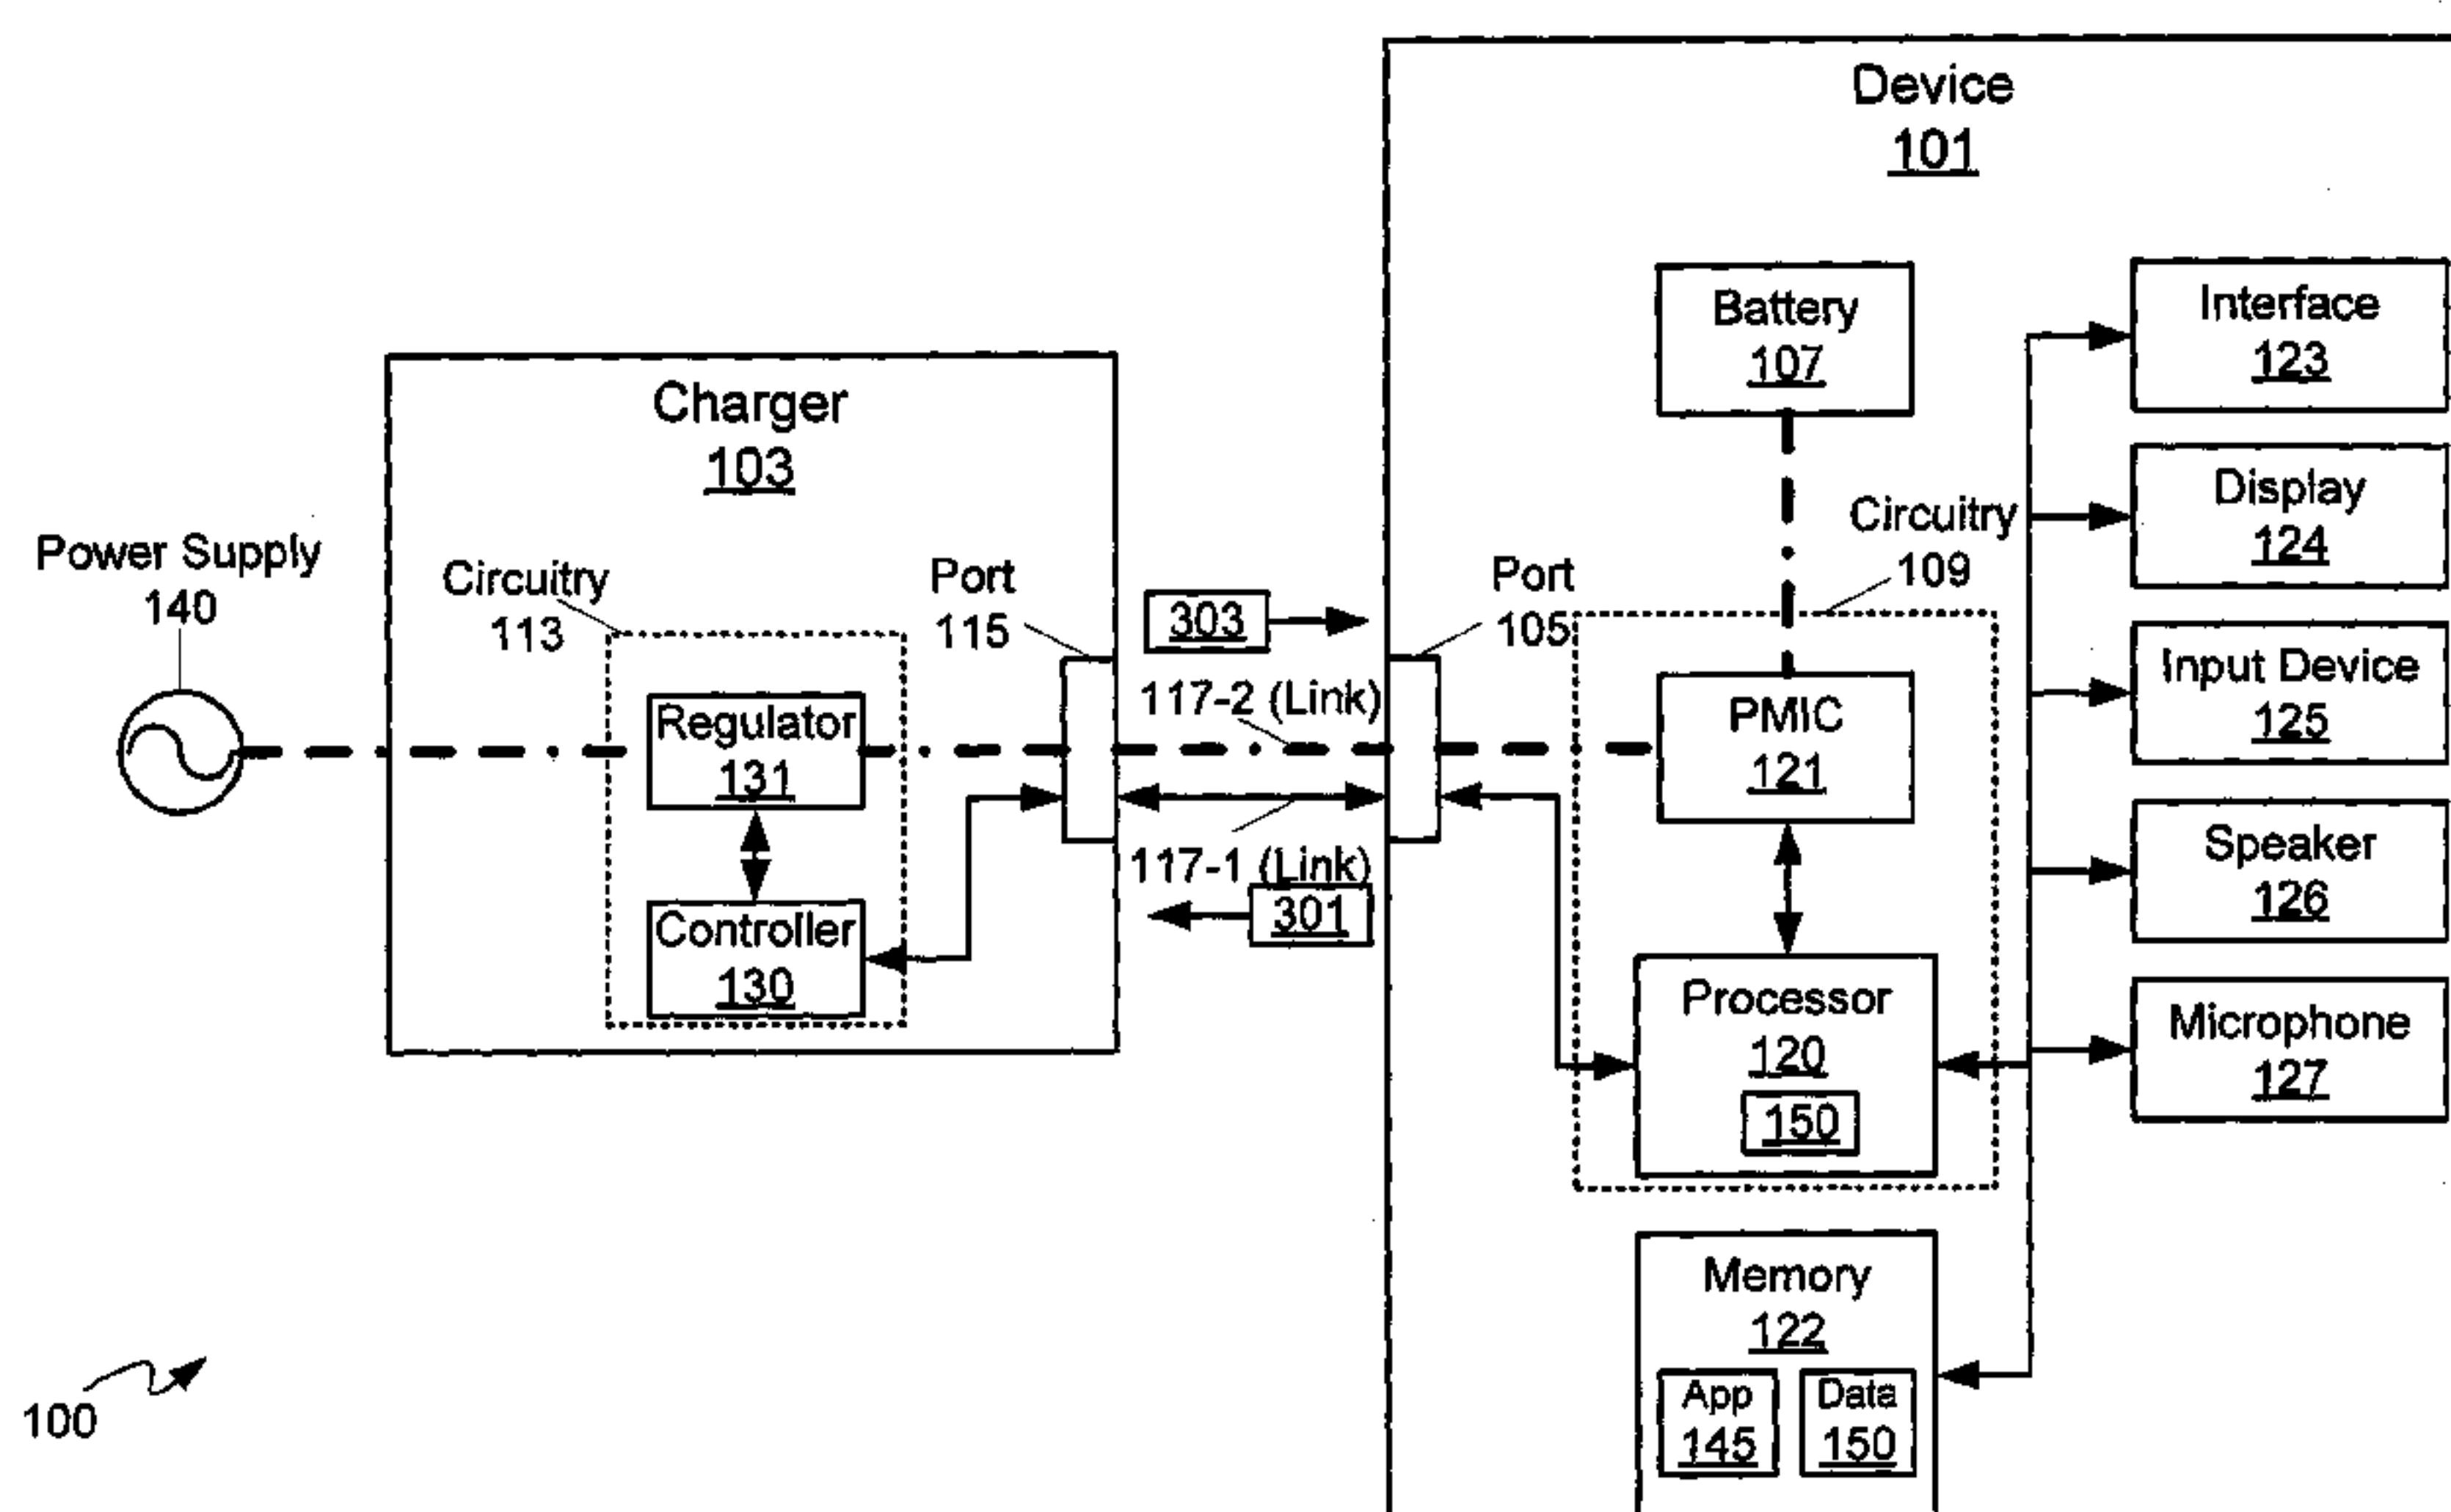 Device
101
Battery
107
Interface
123
Charger
103
Display
124
Circuitry
109
Power Supply
140
Circuitry
113
Port
115
303
Port
105
117-2 (Link)
Input Device
125
Regulator
131
PMIC
121
117-1 (Link)
301
Speaker
126
Controller
130
Processor
120
150
Microphone
127
Memory
122
App
145
Data
150
100